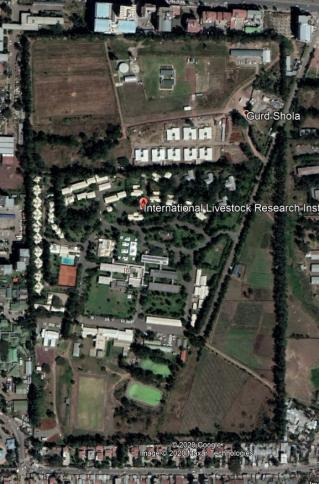 Gurd Shola
International Livestock Research Inst
© 2020 Google
Image © 2020 Maxar Technologies